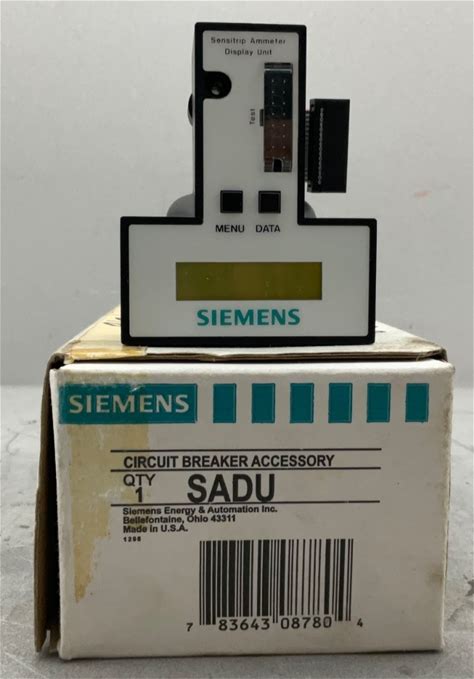 Sensitrip Ammeter
Display Unit
Test
MENU DATA
SIEMENS
SIEMENS
CIRCUIT BREAKER ACCESSORY
QTY
1 SADU
Siemens Energy & Automation Inc.
Bellefontaine, Ohio 43311
Made in U.S.A.
1298
7 83643 08780 4